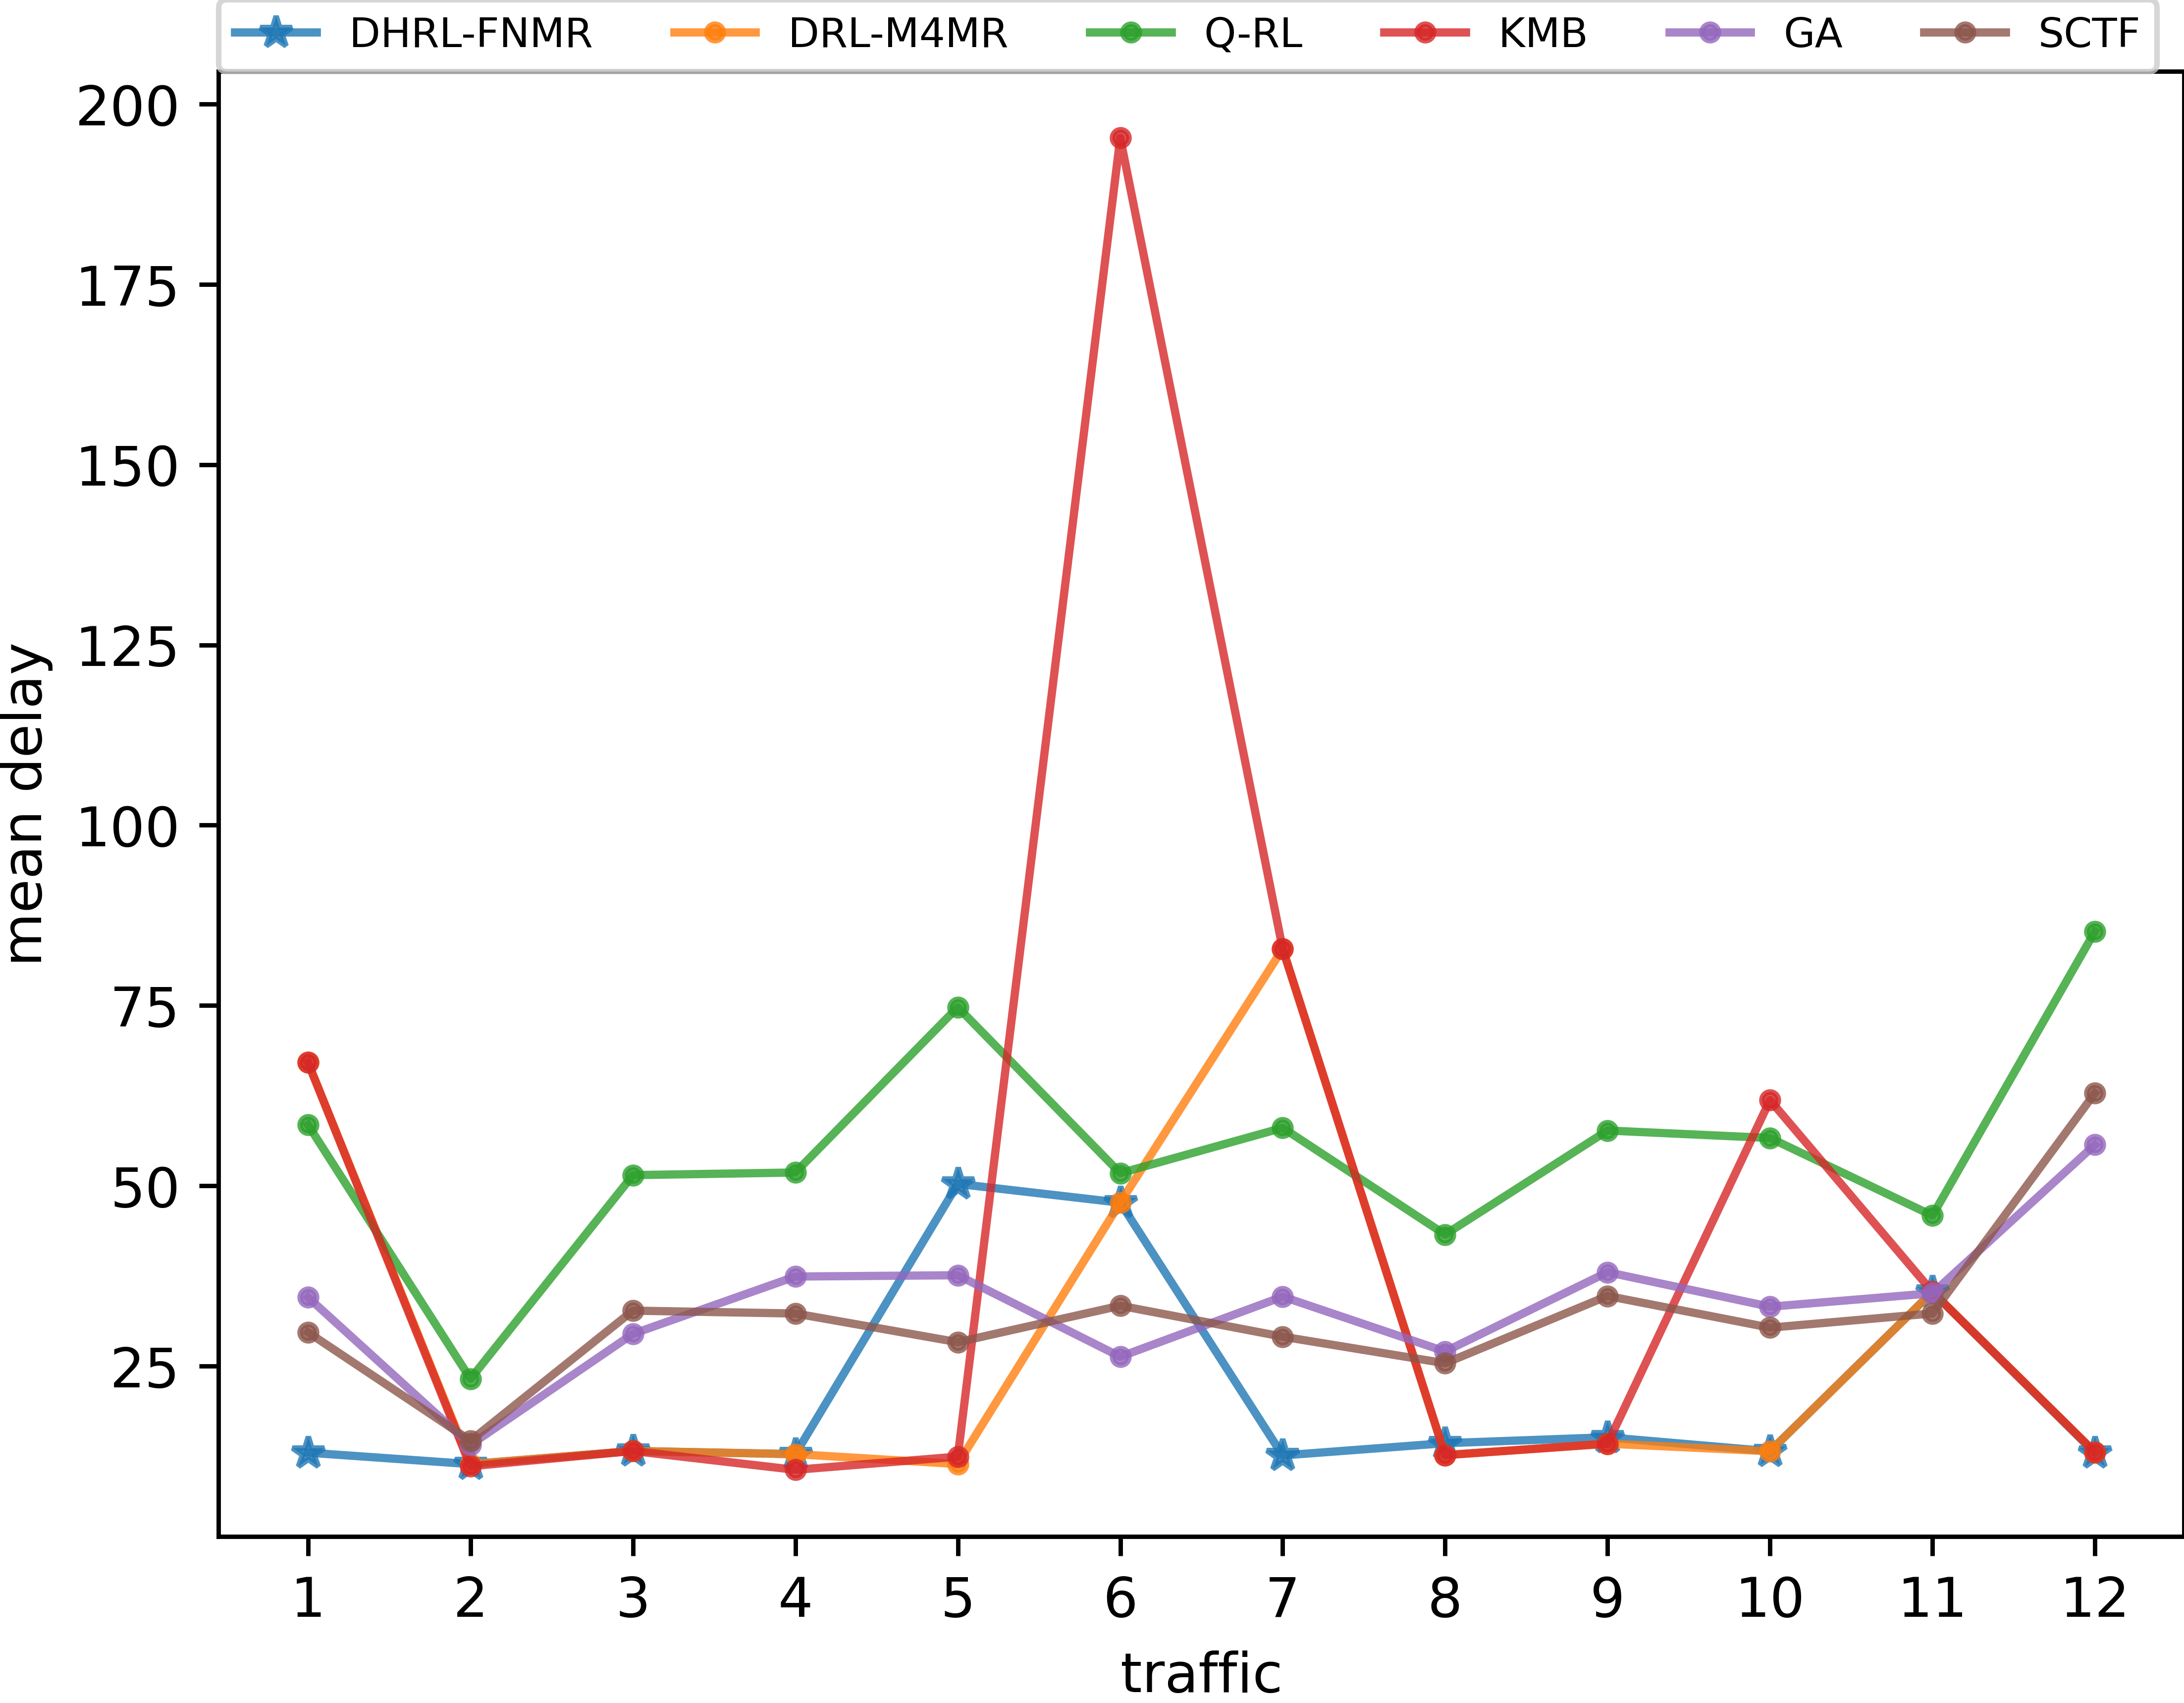 DHRL-FNMR DRL-M4MR Q-RL KMB GA SCTF
200
175
150
125
100
75
50
25
mean delay
1 2 3 4 5 6 7 8 9 10 11 12
traffic